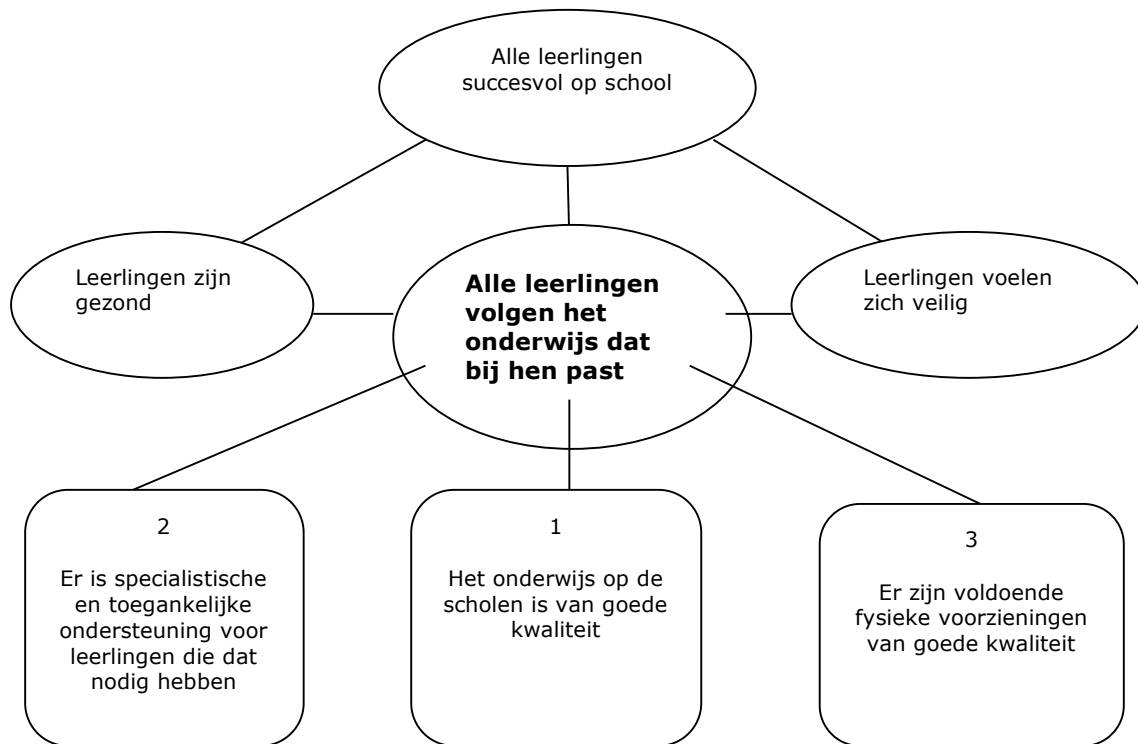 Alle leerlingen
succesvol op school
Leerlingen zijn
gezond
Alle leerlingen
volgen het
onderwijs dat
bij hen past
Leerlingen voelen
zich veilig
2
Er is specialistische
en toegankelijke
ondersteuning voor
leerlingen die dat
nodig hebben
1
Het onderwijs op de
scholen is van goede
kwaliteit
3
Er zijn voldoende
fysieke voorzieningen
van goede kwaliteit